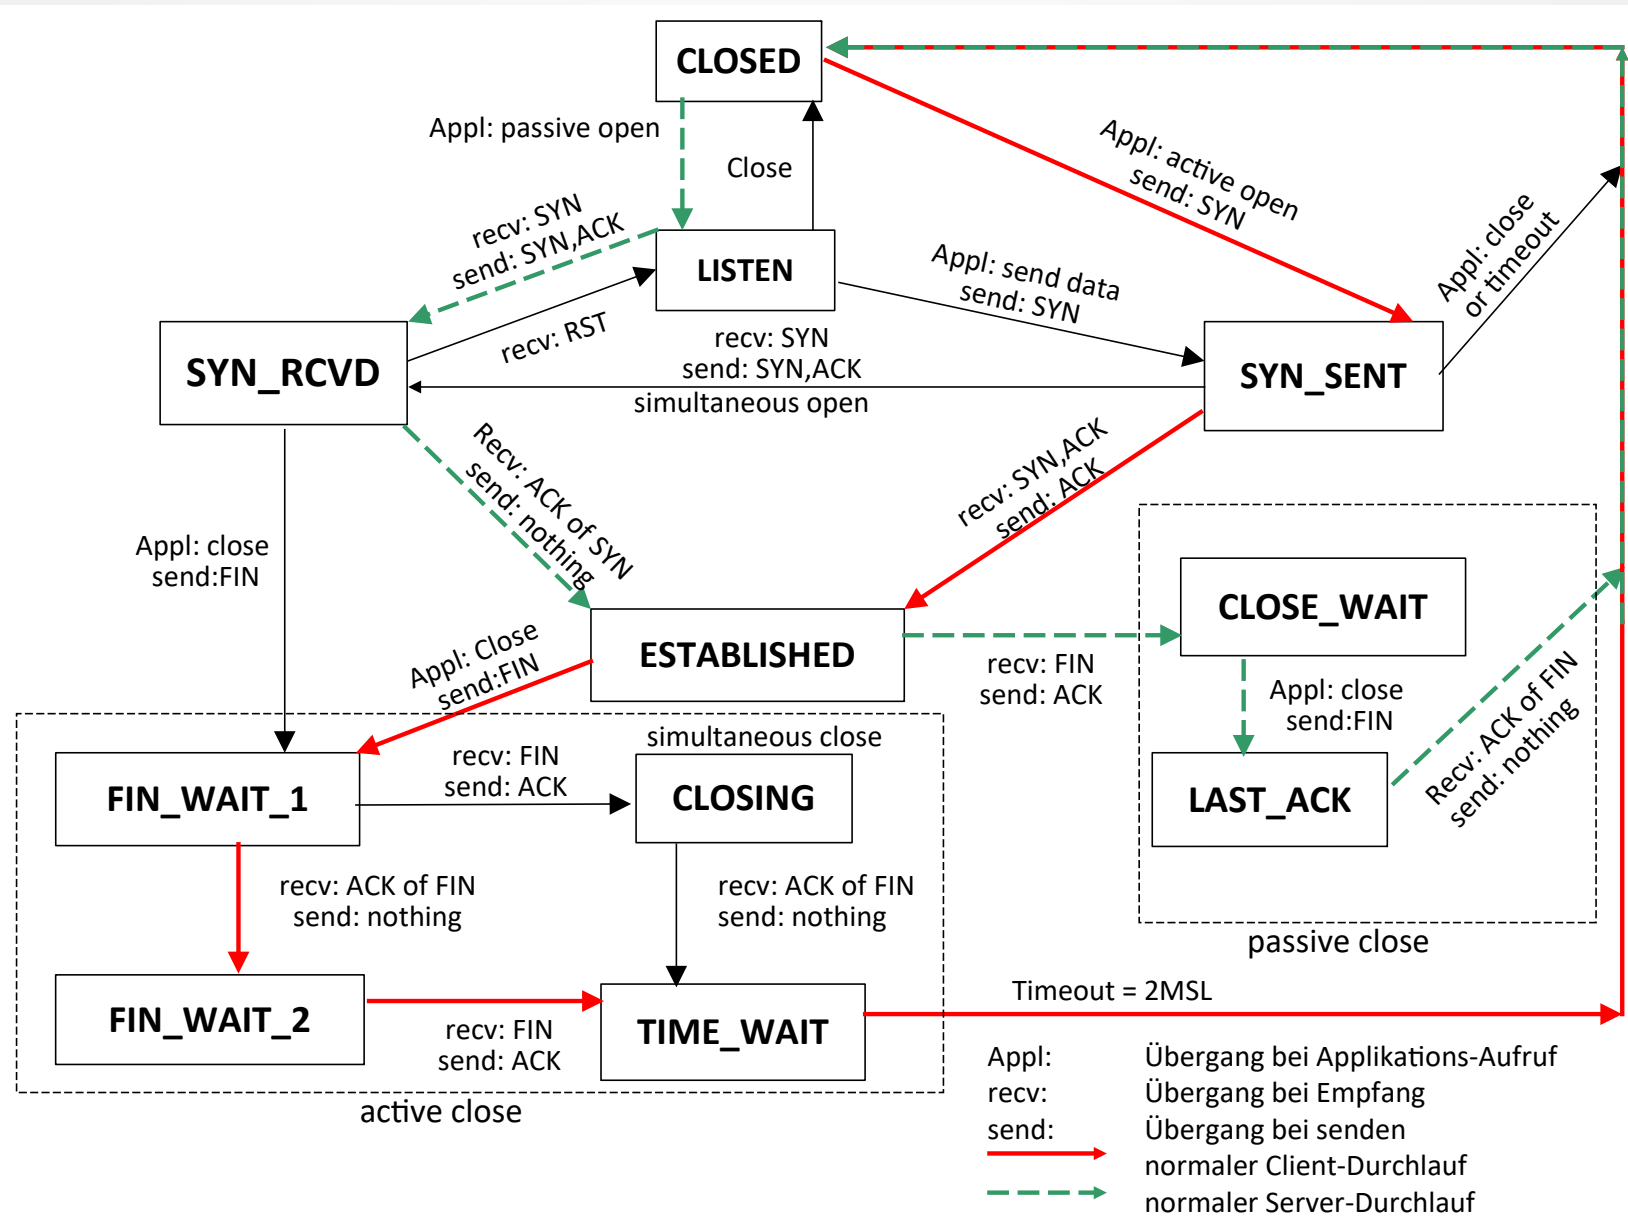 CLOSED
Appl: passive open
Close
Appl: active open
send: SYN
recv: SYN
send: SYN,ACK
LISTEN
Appl: send data
send: SYN
Appl: close
or timeout
recv: RST
SYN_RCVD
recv: SYN
send: SYN,ACK
simultaneous open
SYN_SENT
Recv: ACK of SYN
send: nothing
recv: SYN,ACK
send: ACK
Appl: close
send:FIN
CLOSE_WAIT
ESTABLISHED
Appl: Close
send:FIN
recv: FIN
send: ACK
Appl: close
send:FIN
Recv: ACK of FIN
send: nothing
simultaneous close
recv: FIN
send: ACK
FIN_WAIT_1
CLOSING
LAST_ACK
recv: ACK of FIN
send: nothing
recv: ACK of FIN
send: nothing
passive close
FIN_WAIT_2
recv: FIN
send: ACK
TIME_WAIT
Timeout = 2MSL
active close
Appl: Übergang bei Applikations-Aufruf
recv: Übergang bei Empfang
send: Übergang bei senden
normaler Client-Durchlauf
normaler Server-Durchlauf